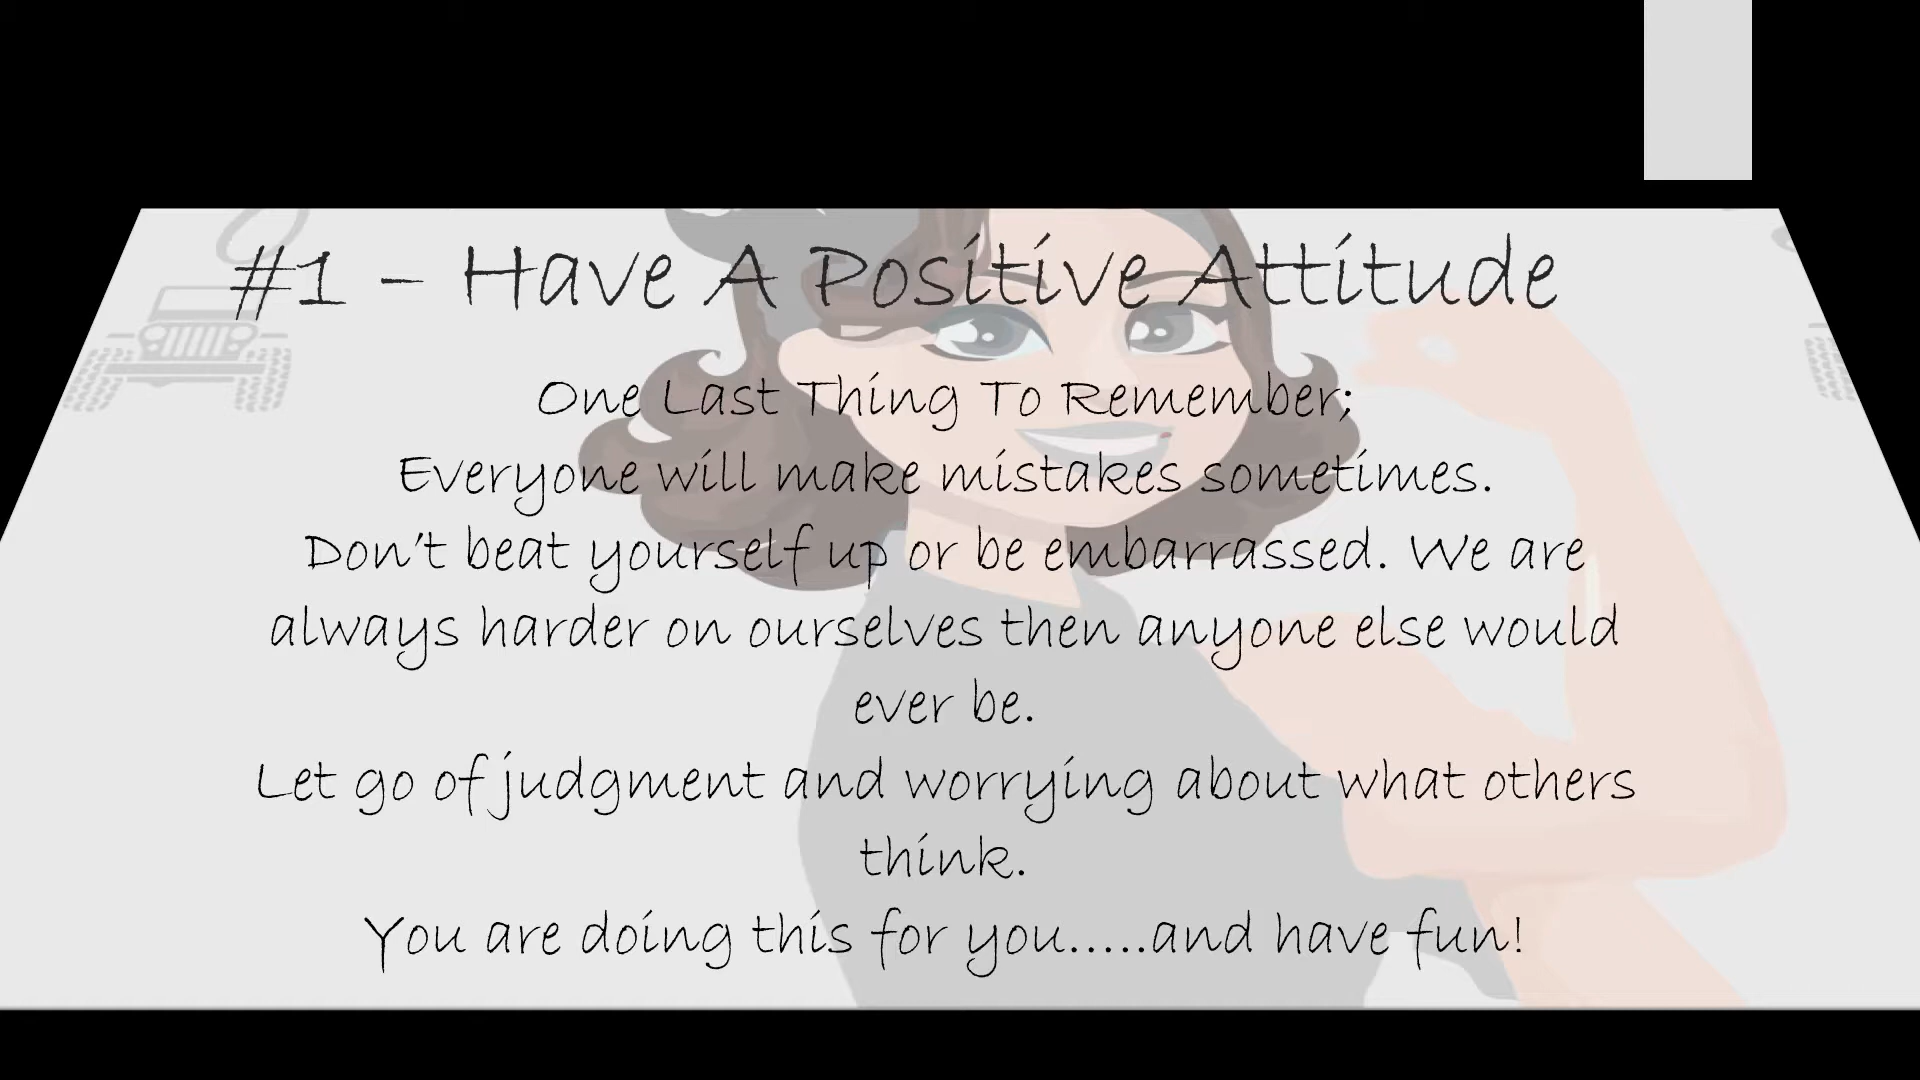 #1 – Have A Positive Attitude
One Last Thing To Remember;
Everyone will make mistakes sometimes.
Don't beat yourself up or be embarrassed. We are
always harder on ourselves then anyone else would
ever be.
Let go of judgment and worrying about what others
think.
You are doing this for you.....and have fun!